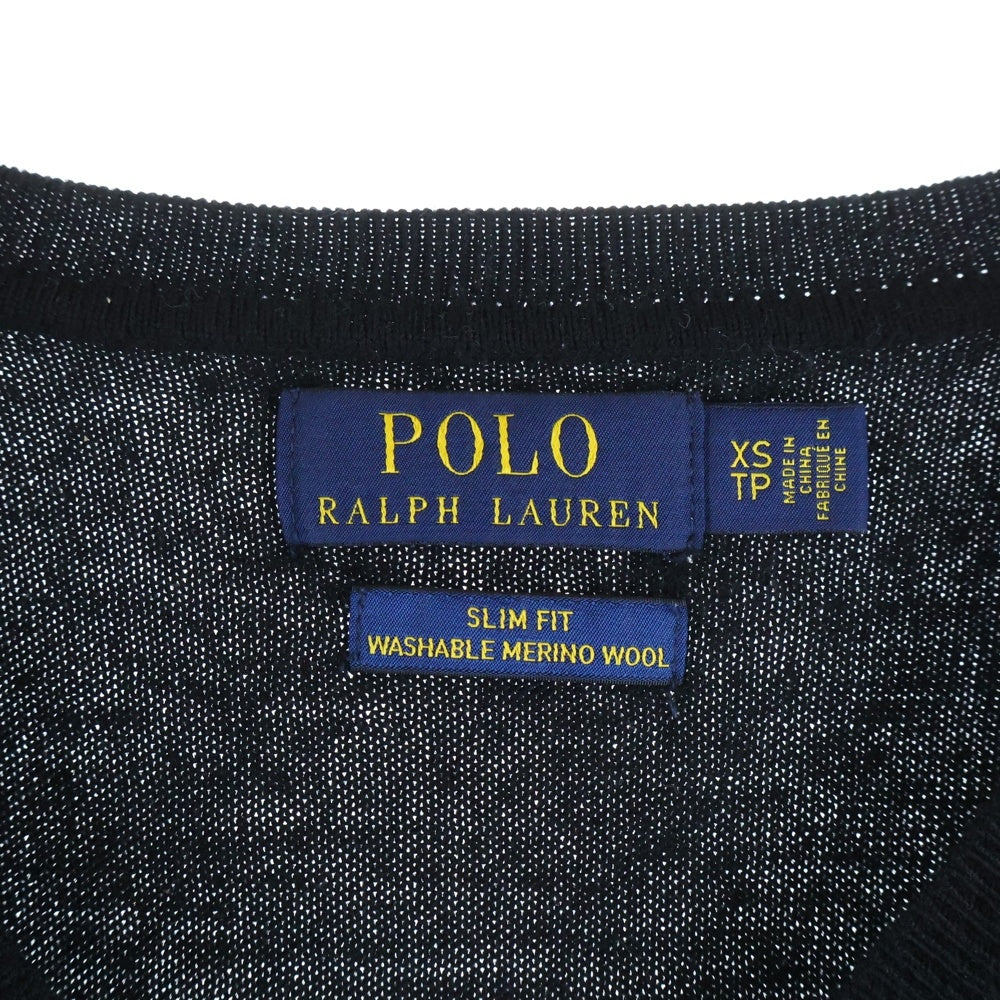 POLO
RALPH LAUREN
XS
TP
MADE IN
CHINA
FABRIQUÉ EN
CHINE
SLIM FIT
WASHABLE MERINO WOOL